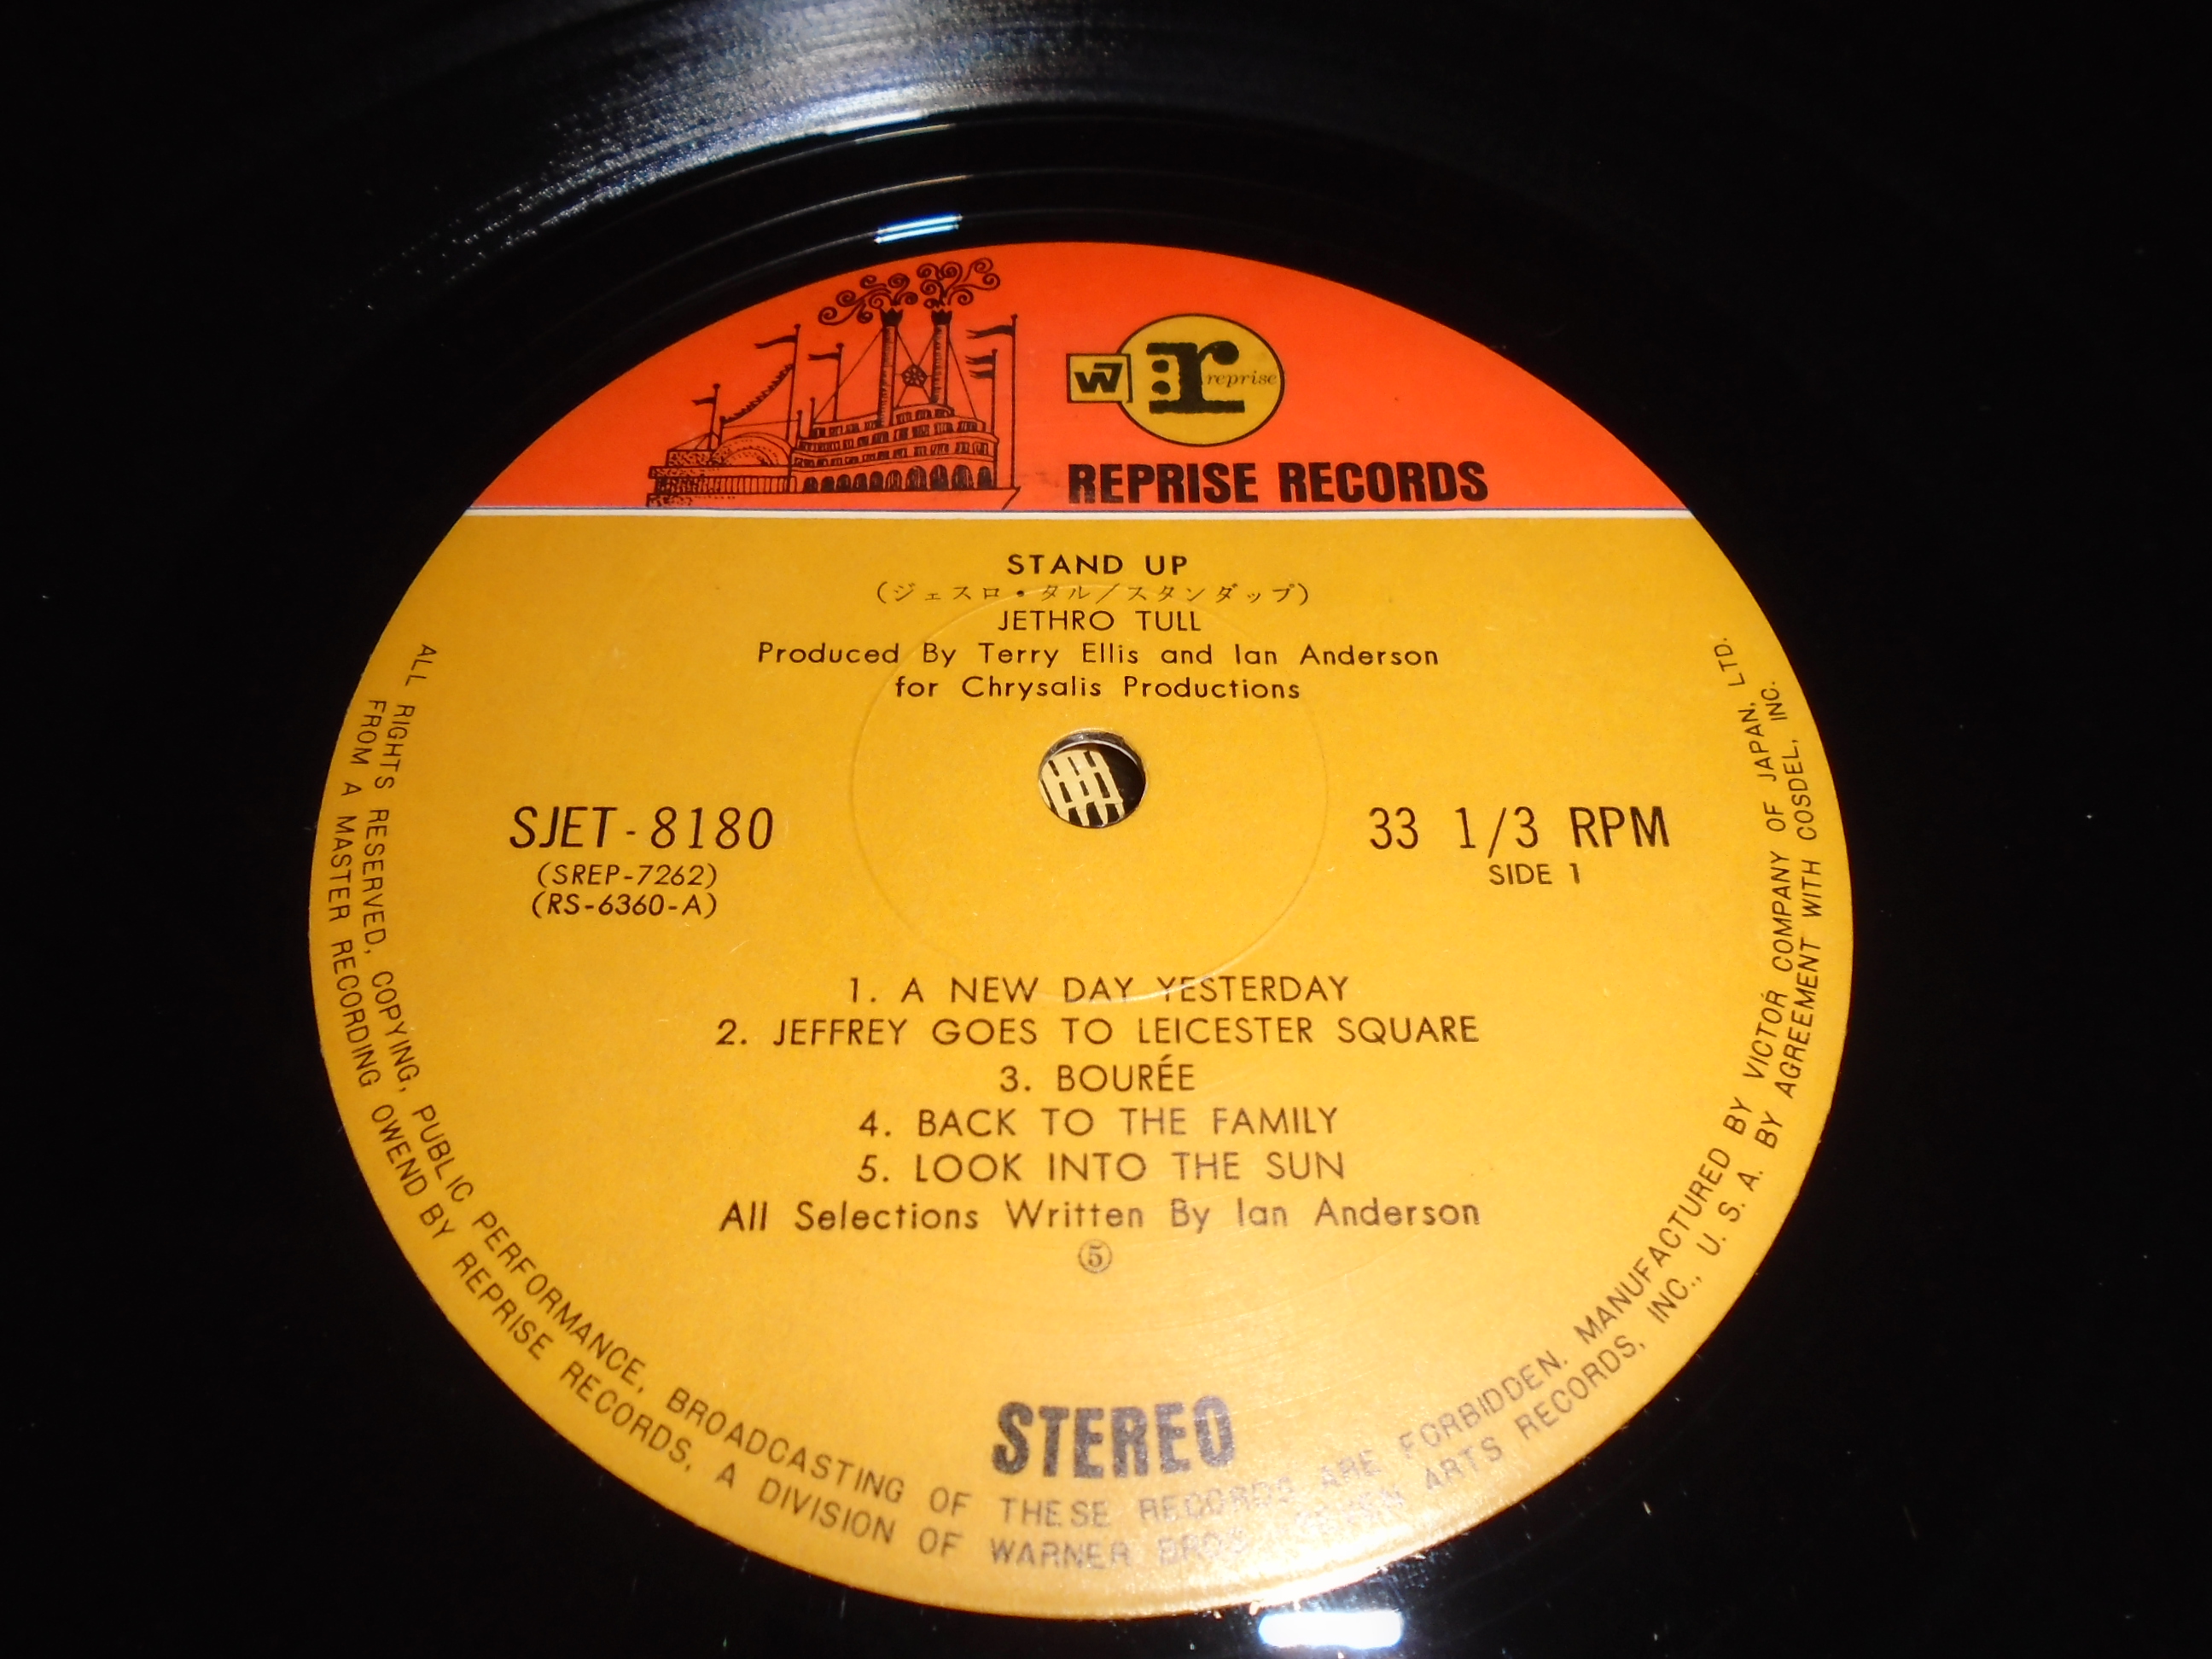 W7 r reprise
REPRISE RECORDS
STAND UP
(ジェスロ・タル/スタンダップ)
JETHRO TULL
Produced By Terry Ellis and Ian Anderson
for Chrysalis Productions
SJET-8180
(SREP-7262)
(RS-6360-A)
33 1/3 RPM
SIDE 1
1. A NEW DAY YESTERDAY
2. JEFFREY GOES TO LEICESTER SQUARE
3. BOURÉE
4. BACK TO THE FAMILY
5. LOOK INTO THE SUN
All Selections Written By Ian Anderson
⑤
STEREO
ALL RIGHTS RESERVED, COPYING, PUBLIC PERFORMANCE, BROADCASTING OF THESE RECORDS ARE FORBIDDEN. MANUFACTURED BY VICTOR COMPANY OF JAPAN, LTD.
FROM A MASTER RECORDING OWEND BY REPRISE RECORDS, A DIVISION OF WARNER BROS. SEVEN ARTS RECORDS, INC., U. S. A. BY AGREEMENT WITH COSDEL, INC.